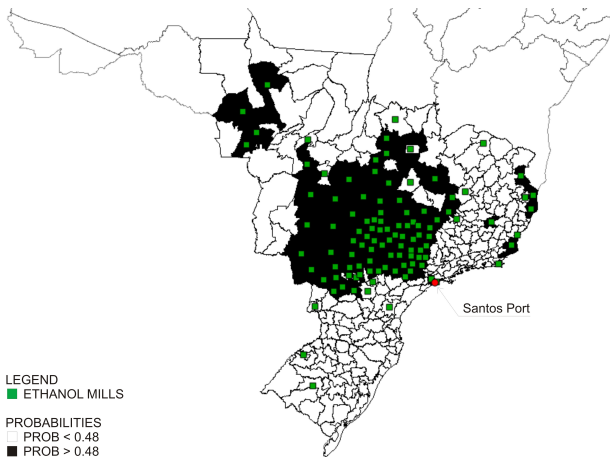 Santos Port
LEGEND
ETHANOL MILLS
PROBABILITIES
PROB < 0.48
PROB > 0.48